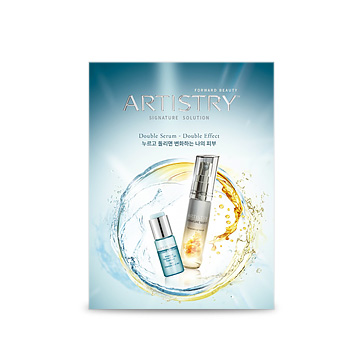 FORWARD BEAUTY
ARTISTRY
SIGNATURE SOLUTION
Double Serum - Double Effect
누르고 돌리면 변화하는 나의 피부